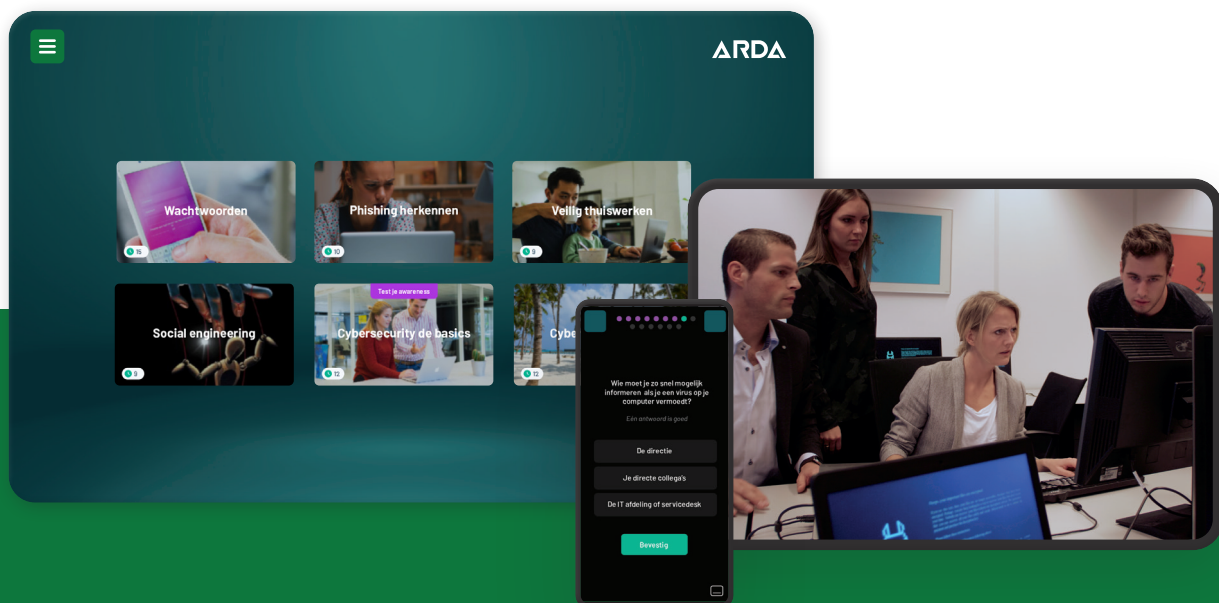 ARDA
Wachtwoorden
15
Phishing herkennen
10
Veilig thuiswerken
9
Social engineering
9
Test je awareness
Cybersecurity de basics
12
Cybe
12
Wie moet je zo snel mogelijk
informeren als je een virus op je
computer vermoedt?
Eén antwoord is goed
De directie
Je directe collega's
De IT afdeling of servicedesk
Bevestig